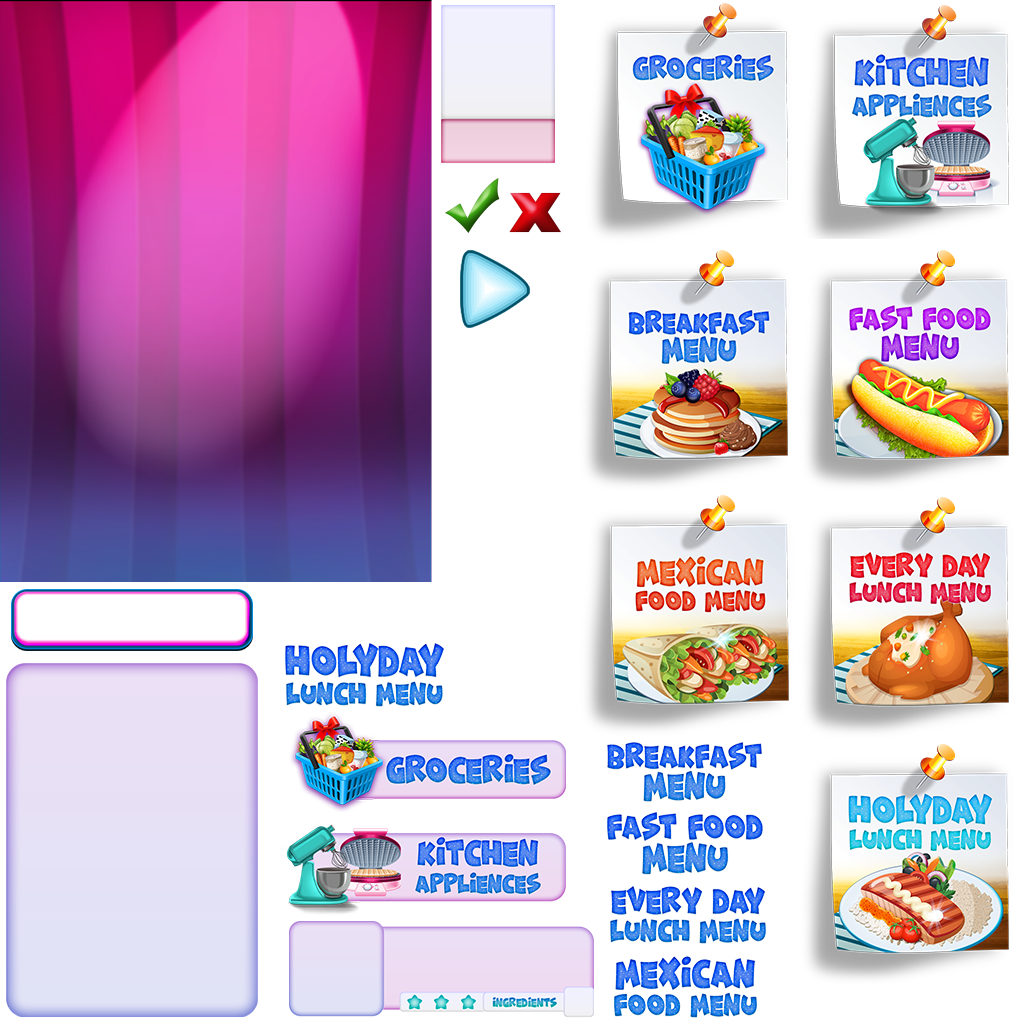 GROCERIES
KITCHEN
APPLIENCES
BREAKFAST
MENU
FAST FOOD
MENU
MEXICAN
FOOD MENU
EVERY DAY
LUNCH MENU
HOLYDAY
LUNCH MENU
HOLYDAY
LUNCH MENU
GROCERIES
KITCHEN
APPLIENCES
INGREDIENTS
BREAKFAST
MENU
FAST FOOD
MENU
EVERY DAY
LUNCH MENU
MEXICAN
FOOD MENU